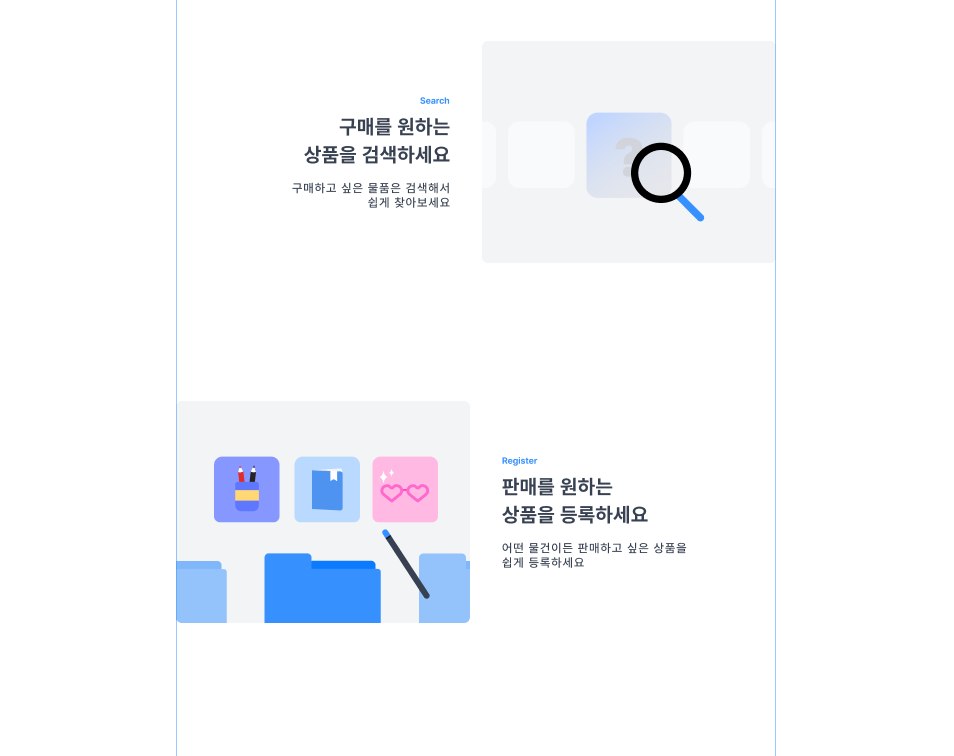 Search
구매를 원하는
상품을 검색하세요
구매하고 싶은 물품은 검색해서
쉽게 찾아보세요
?
Register
판매를 원하는
상품을 등록하세요
어떤 물건이든 판매하고 싶은 상품을
쉽게 등록하세요